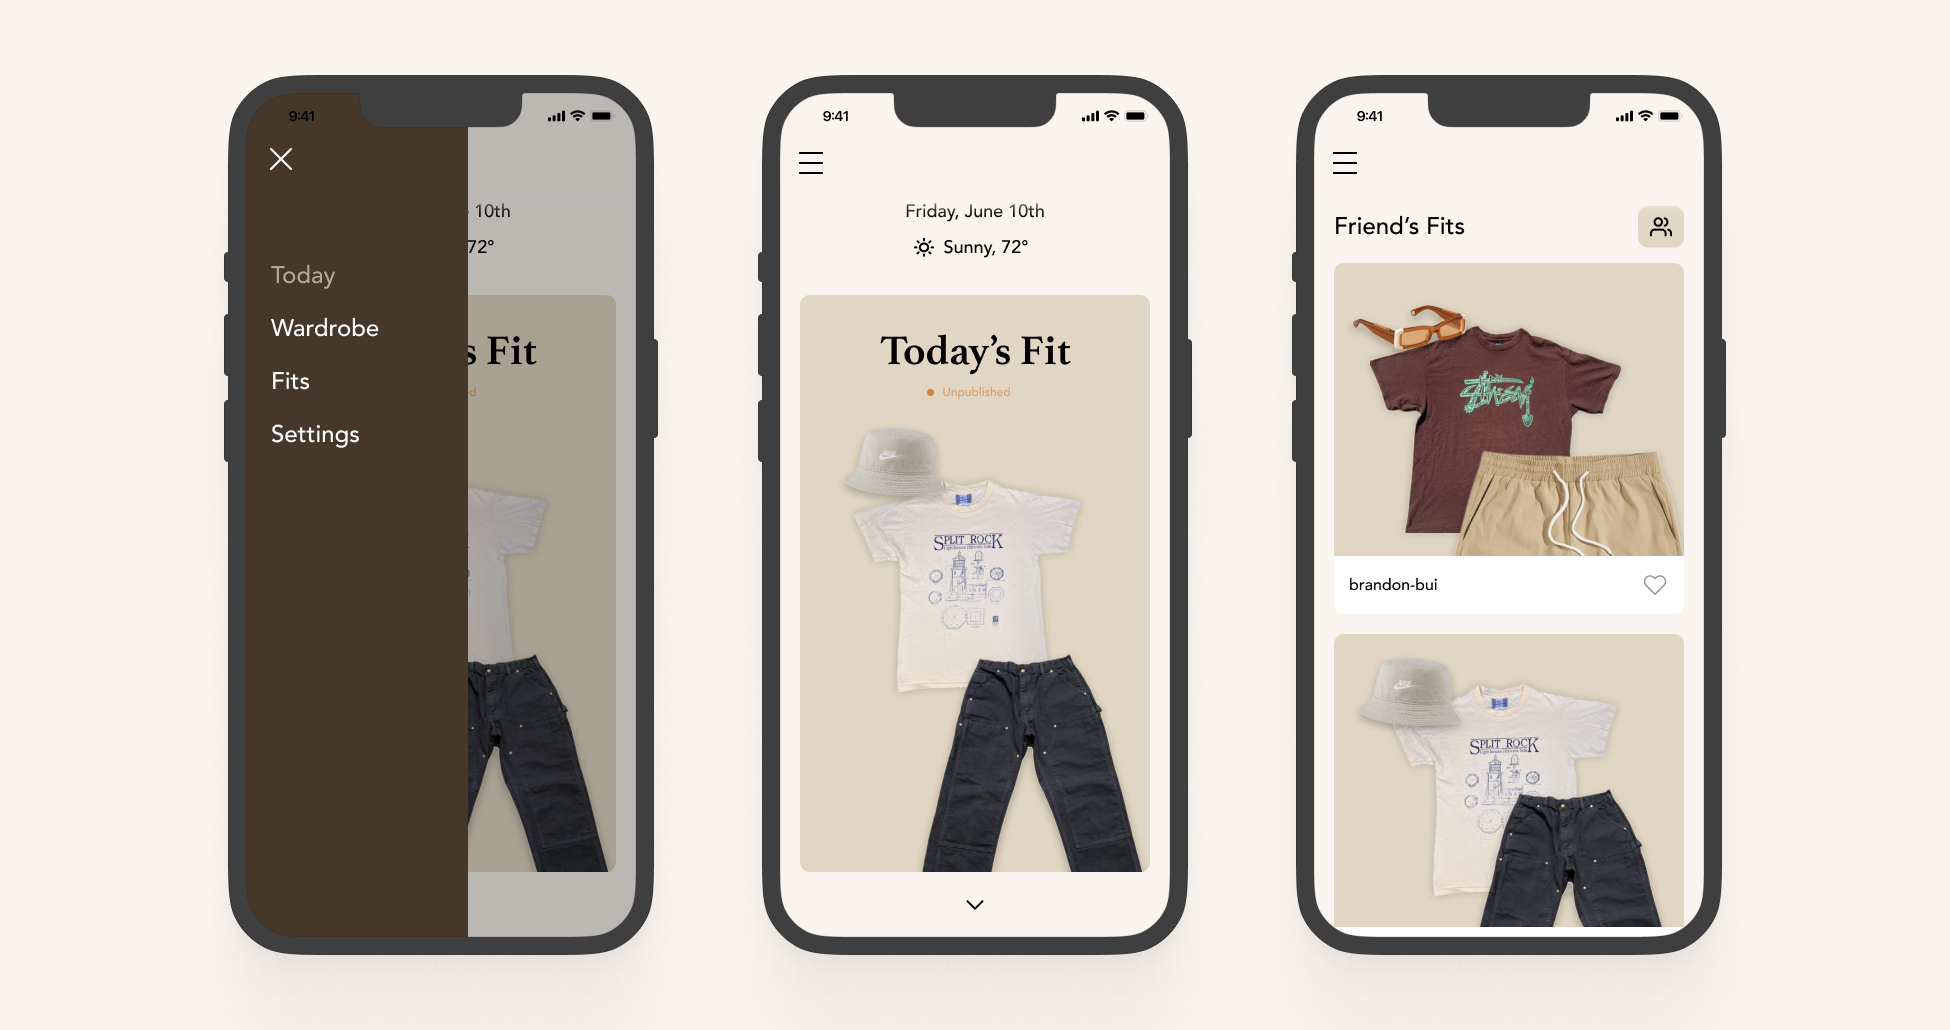 9:41
10th
72°
Today
Wardrobe
Fits
Settings
s Fit
ed
9:41
Friday, June 10th
Sunny, 72°
Today’s Fit
Unpublished
SPLIT ROCK
9:41
Friend’s Fits
STÜSSY
brandon-bui
SPLIT ROCK